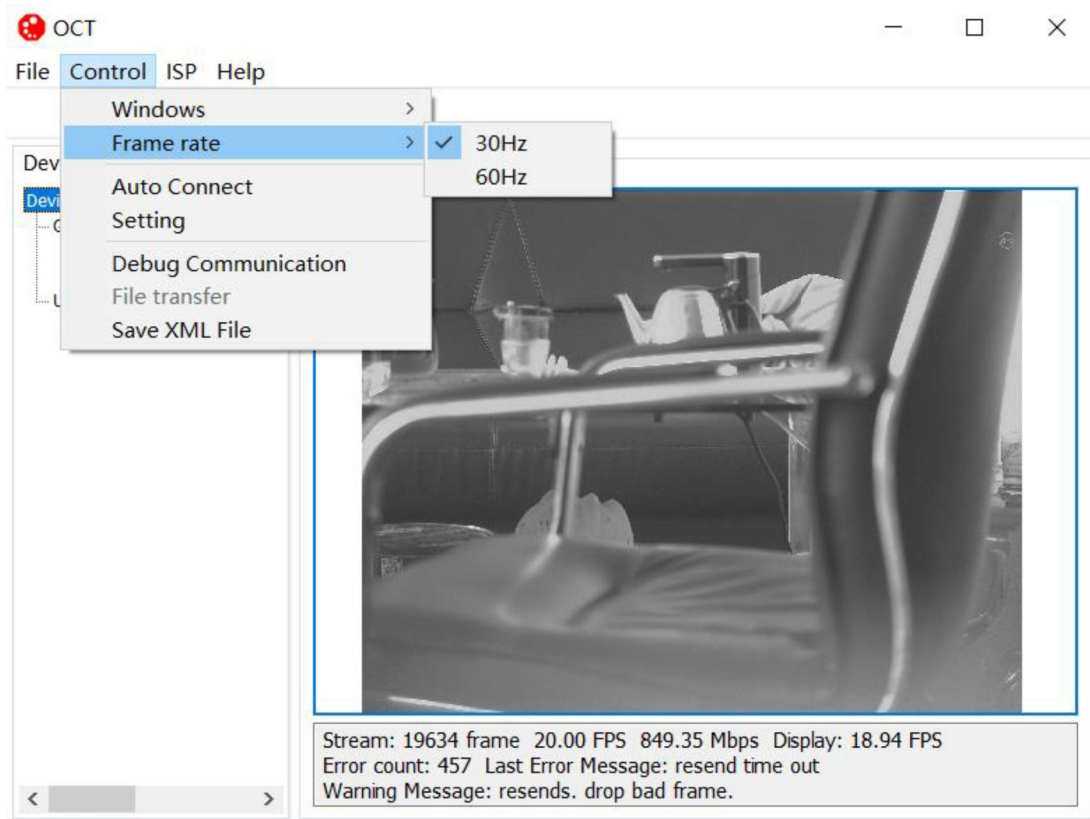 OCT
File Control ISP Help
Windows
Frame rate
30Hz
60Hz
Auto Connect
Setting
Debug Communication
File transfer
Save XML File
Stream: 19634 frame 20.00 FPS 849.35 Mbps Display: 18.94 FPS
Error count: 457 Last Error Message: resend time out
Warning Message: resends. drop bad frame.